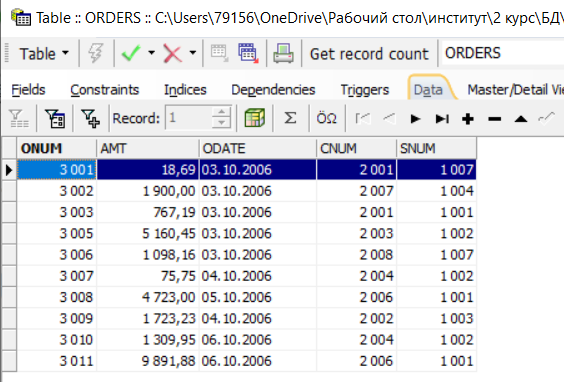 Table :: ORDERS :: C:\Users\79156\OneDrive\Рабочий стол\институт\2 курс\БД\
Table Get record count ORDERS
Fields Constraints Indices Dependencies Triggers Data Master/Detail Vie
Record: 1 Σ ÖΩ
ONUM AMT ODATE CNUM SNUM
3 001 18,69 03.10.2006 2 001 1 007
3 002 1 900,00 03.10.2006 2 007 1 004
3 003 767,19 03.10.2006 2 001 1 001
3 005 5 160,45 03.10.2006 2 003 1 002
3 006 1 098,16 03.10.2006 2 008 1 007
3 007 75,75 04.10.2006 2 004 1 002
3 008 4 723,00 05.10.2006 2 006 1 001
3 009 1 723,23 04.10.2006 2 002 1 003
3 010 1 309,95 06.10.2006 2 004 1 002
3 011 9 891,88 06.10.2006 2 006 1 001